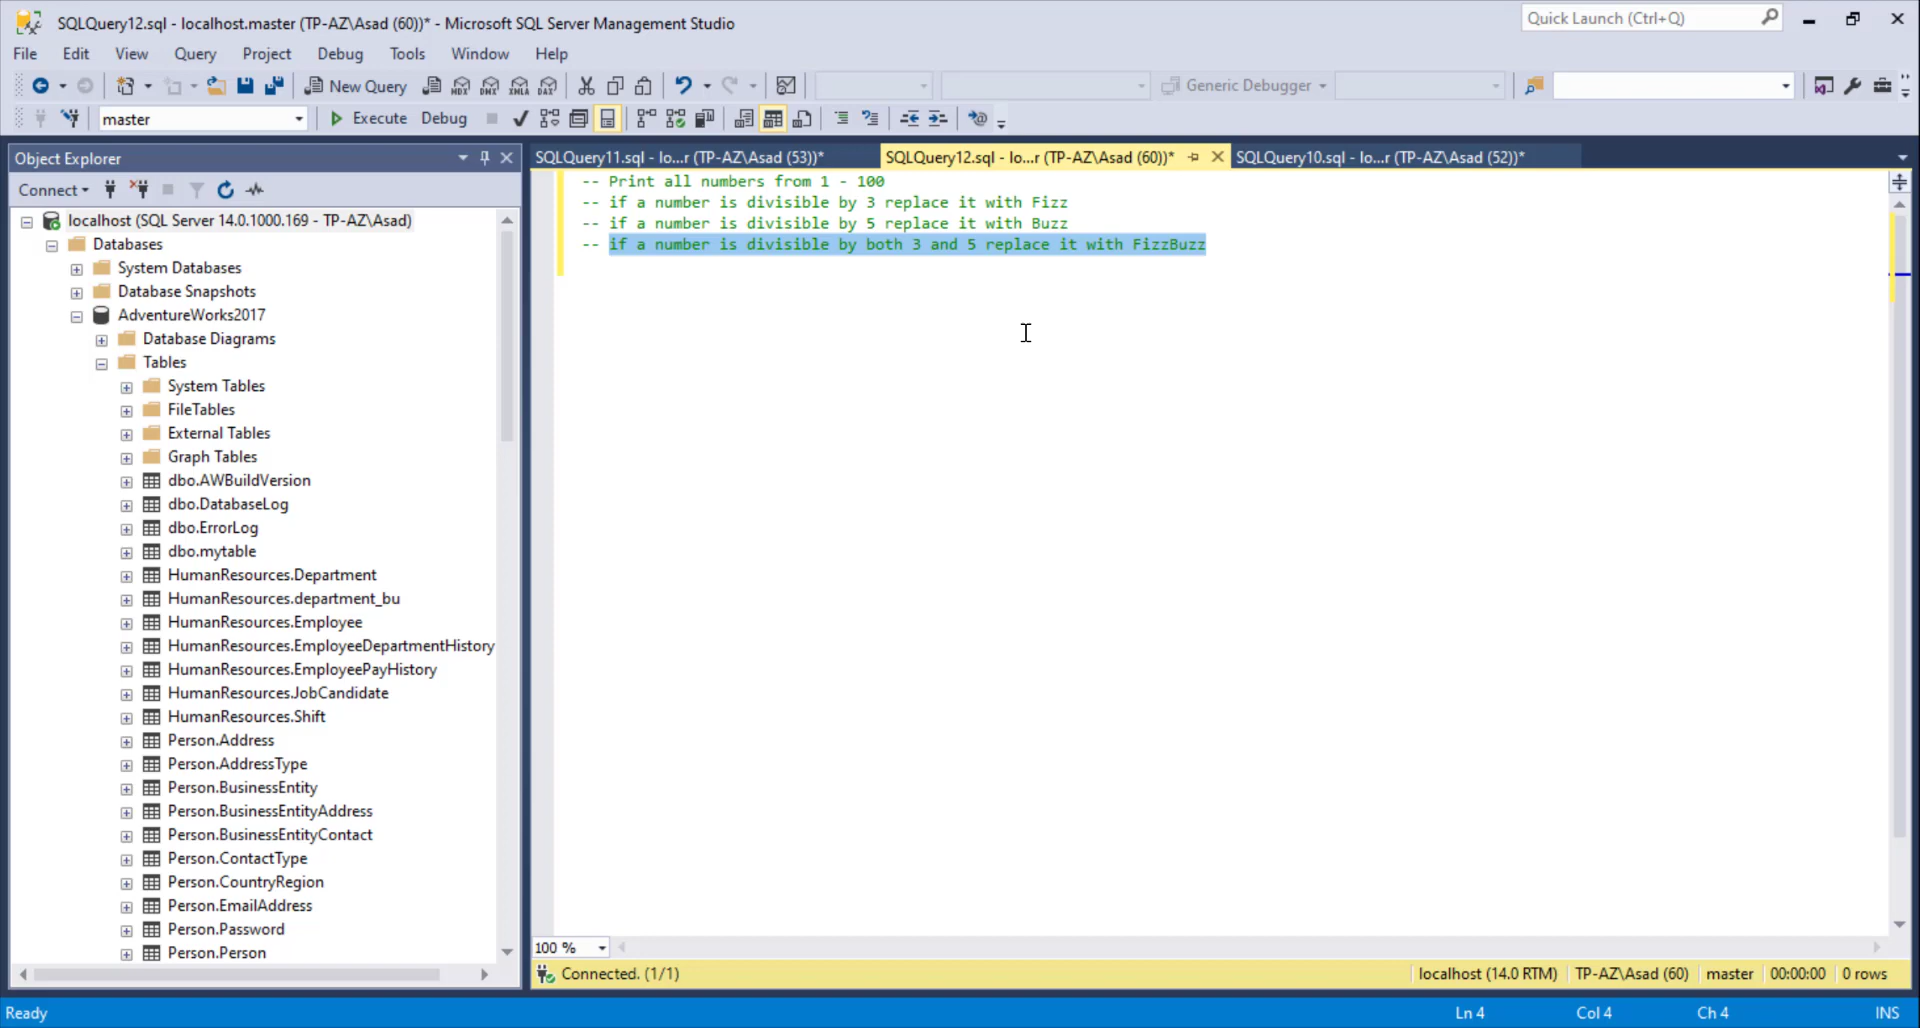 SQLQuery12.sql - localhost.master (TP-AZ\Asad (60))* - Microsoft SQL Server Management Studio
Quick Launch (Ctrl+Q)
File Edit View Query Project Debug Tools Window Help
New Query
MDX DMX XMLA DAX
Generic Debugger
master
Execute Debug
Object Explorer
SQLQuery11.sql - lo...r (TP-AZ\Asad (53))*
SQLQuery12.sql - lo...r (TP-AZ\Asad (60))*
SQLQuery10.sql - lo...r (TP-AZ\Asad (52))*
Connect
localhost (SQL Server 14.0.1000.169 - TP-AZ\Asad)
Databases
System Databases
Database Snapshots
AdventureWorks2017
Database Diagrams
Tables
System Tables
FileTables
External Tables
Graph Tables
dbo.AWBuildVersion
dbo.DatabaseLog
dbo.ErrorLog
dbo.mytable
HumanResources.Department
HumanResources.department_bu
HumanResources.Employee
HumanResources.EmployeeDepartmentHistory
HumanResources.EmployeePayHistory
HumanResources.JobCandidate
HumanResources.Shift
Person.Address
Person.AddressType
Person.BusinessEntity
Person.BusinessEntityAddress
Person.BusinessEntityContact
Person.ContactType
Person.CountryRegion
Person.EmailAddress
Person.Password
Person.Person
-- Print all numbers from 1 - 100
-- if a number is divisible by 3 replace it with Fizz
-- if a number is divisible by 5 replace it with Buzz
-- if a number is divisible by both 3 and 5 replace it with FizzBuzz
100 %
Connected. (1/1)
localhost (14.0 RTM) TP-AZ\Asad (60) master 00:00:00 0 rows
Ready
Ln 4 Col 4 Ch 4 INS